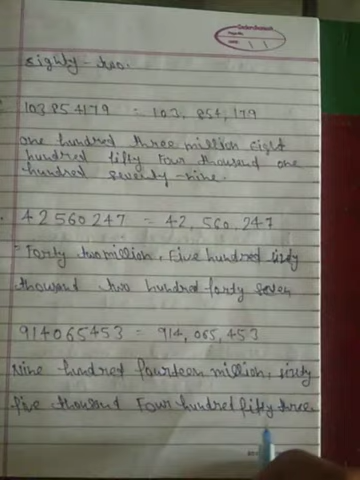 eighty-two.
103854179 = 103, 854, 179
one hundred three million eight
hundred fifty four thousand one
hundred seventy-nine.
42560247 = 42, 560, 247
= Forty two million, Five hundred sixty
thousand two hundred forty seven
914065453 = 914, 065, 453
Nine hundred fourteen million, sixty
five thousand Four hundred fifty three.